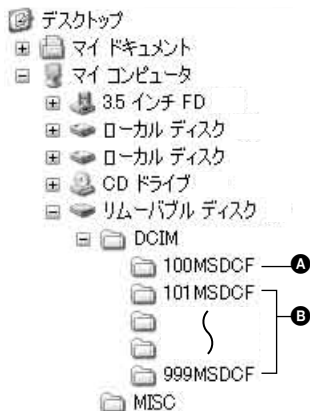 デスクトップ
マイ ドキュメント
マイ コンピュータ
3.5 インチ FD
ローカル ディスク
ローカル ディスク
CD ドライブ
リムーバブル ディスク
DCIM
100MSDCF A
101MSDCF
B
999MSDCF
MISC